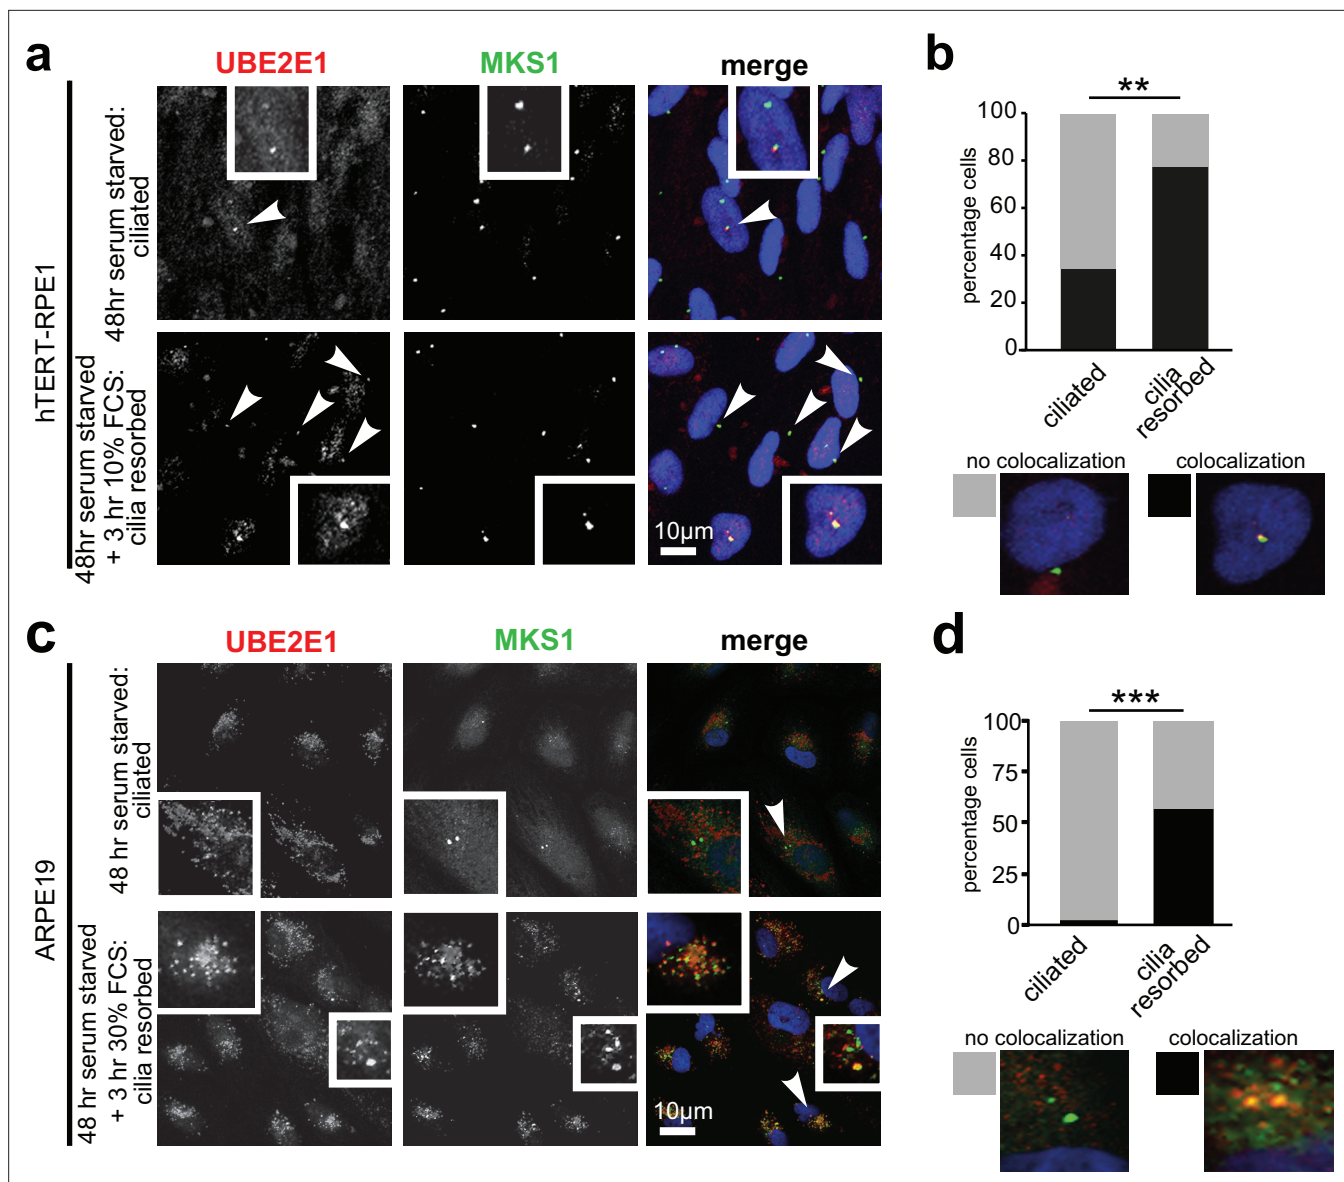 a
UBE2E1
MKS1
merge
hTERT-RPE1
48hr serum starved:
ciliated
48hr serum starved
+ 3 hr 10% FCS:
cilia resorbed
10µm
b
**
percentage cells
100
80
60
40
20
0
ciliated
cilia
resorbed
no colocalization
colocalization
c
UBE2E1
MKS1
merge
ARPE19
48 hr serum starved:
ciliated
48 hr serum starved
+ 3 hr 30% FCS:
cilia resorbed
10µm
d
***
percentage cells
100
75
50
25
0
ciliated
cilia
resorbed
no colocalization
colocalization